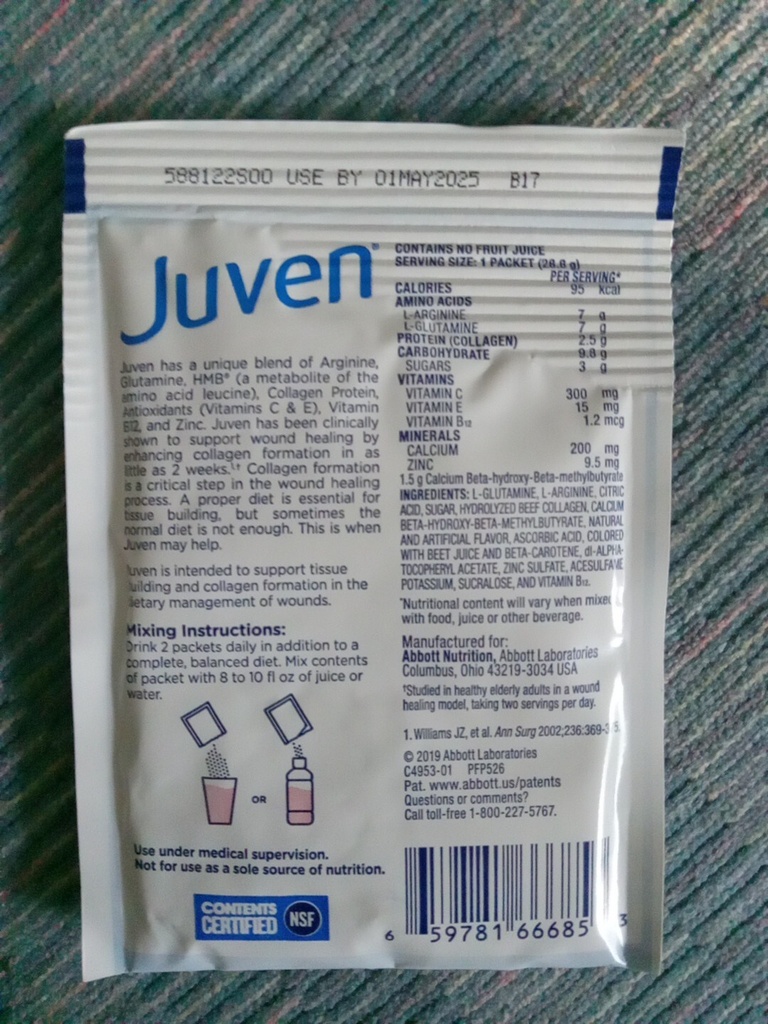 588122S00 USE BY 01MAY2025 B17
Juven®
Juven has a unique blend of Arginine,
Glutamine, HMB® (a metabolite of the
amino acid leucine), Collagen Protein,
Antioxidants (Vitamins C & E), Vitamin
B12, and Zinc. Juven has been clinically
shown to support wound healing by
enhancing collagen formation in as
little as 2 weeks.¹,† Collagen formation
is a critical step in the wound healing
process. A proper diet is essential for
tissue building, but sometimes the
normal diet is not enough. This is when
Juven may help.
Juven is intended to support tissue
building and collagen formation in the
dietary management of wounds.
Mixing Instructions:
Drink 2 packets daily in addition to a
complete, balanced diet. Mix contents
of packet with 8 to 10 fl oz of juice or
water.
OR
Use under medical supervision.
Not for use as a sole source of nutrition.
CONTENTS
CERTIFIED
NSF
CONTAINS NO FRUIT JUICE
SERVING SIZE: 1 PACKET (28.8 g)
PER SERVING*
CALORIES 95 kcal
AMINO ACIDS
L-ARGININE 7 g
L-GLUTAMINE 7 g
PROTEIN (COLLAGEN) 2.5 g
CARBOHYDRATE 9.8 g
SUGARS 3 g
VITAMINS
VITAMIN C 300 mg
VITAMIN E 15 mg
VITAMIN B12 1.2 mcg
MINERALS
CALCIUM 200 mg
ZINC 9.5 mg
1.5 g Calcium Beta-hydroxy-Beta-methylbutyrate
INGREDIENTS: L-GLUTAMINE, L-ARGININE, CITRIC
ACID, SUGAR, HYDROLYZED BEEF COLLAGEN, CALCIUM
BETA-HYDROXY-BETA-METHYLBUTYRATE, NATURAL
AND ARTIFICIAL FLAVOR, ASCORBIC ACID, COLORED
WITH BEET JUICE AND BETA-CAROTENE, dl-ALPHA-
TOCOPHERYL ACETATE, ZINC SULFATE, ACESULFAME
POTASSIUM, SUCRALOSE, AND VITAMIN B12.
*Nutritional content will vary when mixed
with food, juice or other beverage.
Manufactured for:
Abbott Nutrition, Abbott Laboratories
Columbus, Ohio 43219-3034 USA
†Studied in healthy elderly adults in a wound
healing model, taking two servings per day.
1. Williams JZ, et al. Ann Surg 2002;236:369-375.
© 2019 Abbott Laboratories
C4953-01 PFP526
Pat. www.abbott.us/patents
Questions or comments?
Call toll-free 1-800-227-5767.
6 59781 66685 3